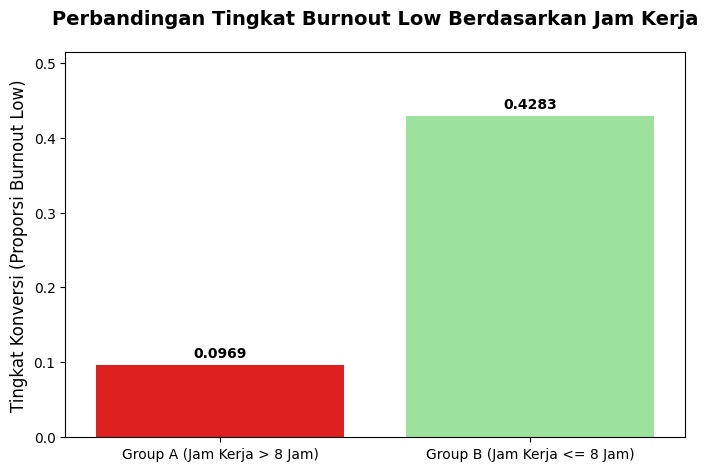 Perbandingan Tingkat Burnout Low Berdasarkan Jam Kerja
Tingkat Konversi (Proporsi Burnout Low)
0.5
0.4
0.3
0.2
0.1
0.0
0.0969
0.4283
Group A (Jam Kerja > 8 Jam)
Group B (Jam Kerja <= 8 Jam)